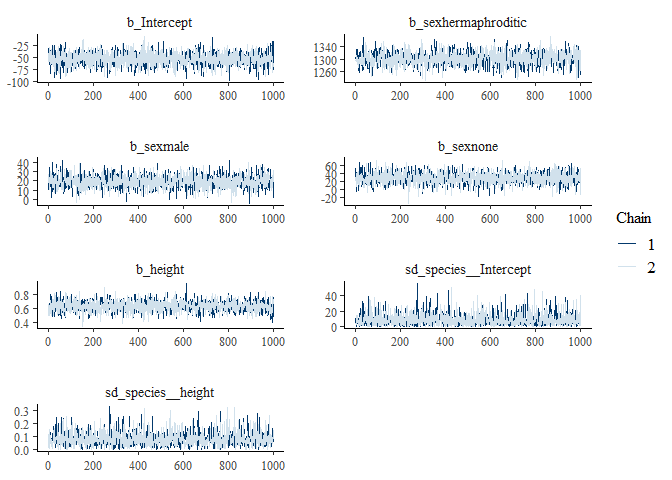 b_Intercept
-25
-50
-75
-100
0 200 400 600 800 1000
b_sexhermaphroditic
1340
1300
1260
0 200 400 600 800 1000
b_sexmale
40
30
20
10
0
0 200 400 600 800 1000
b_sexnone
60
40
20
0
-20
0 200 400 600 800 1000
Chain
1
2
b_height
0.8
0.6
0.4
0 200 400 600 800 1000
sd_species__Intercept
40
20
0
0 200 400 600 800 1000
sd_species__height
0.3
0.2
0.1
0.0
0 200 400 600 800 1000